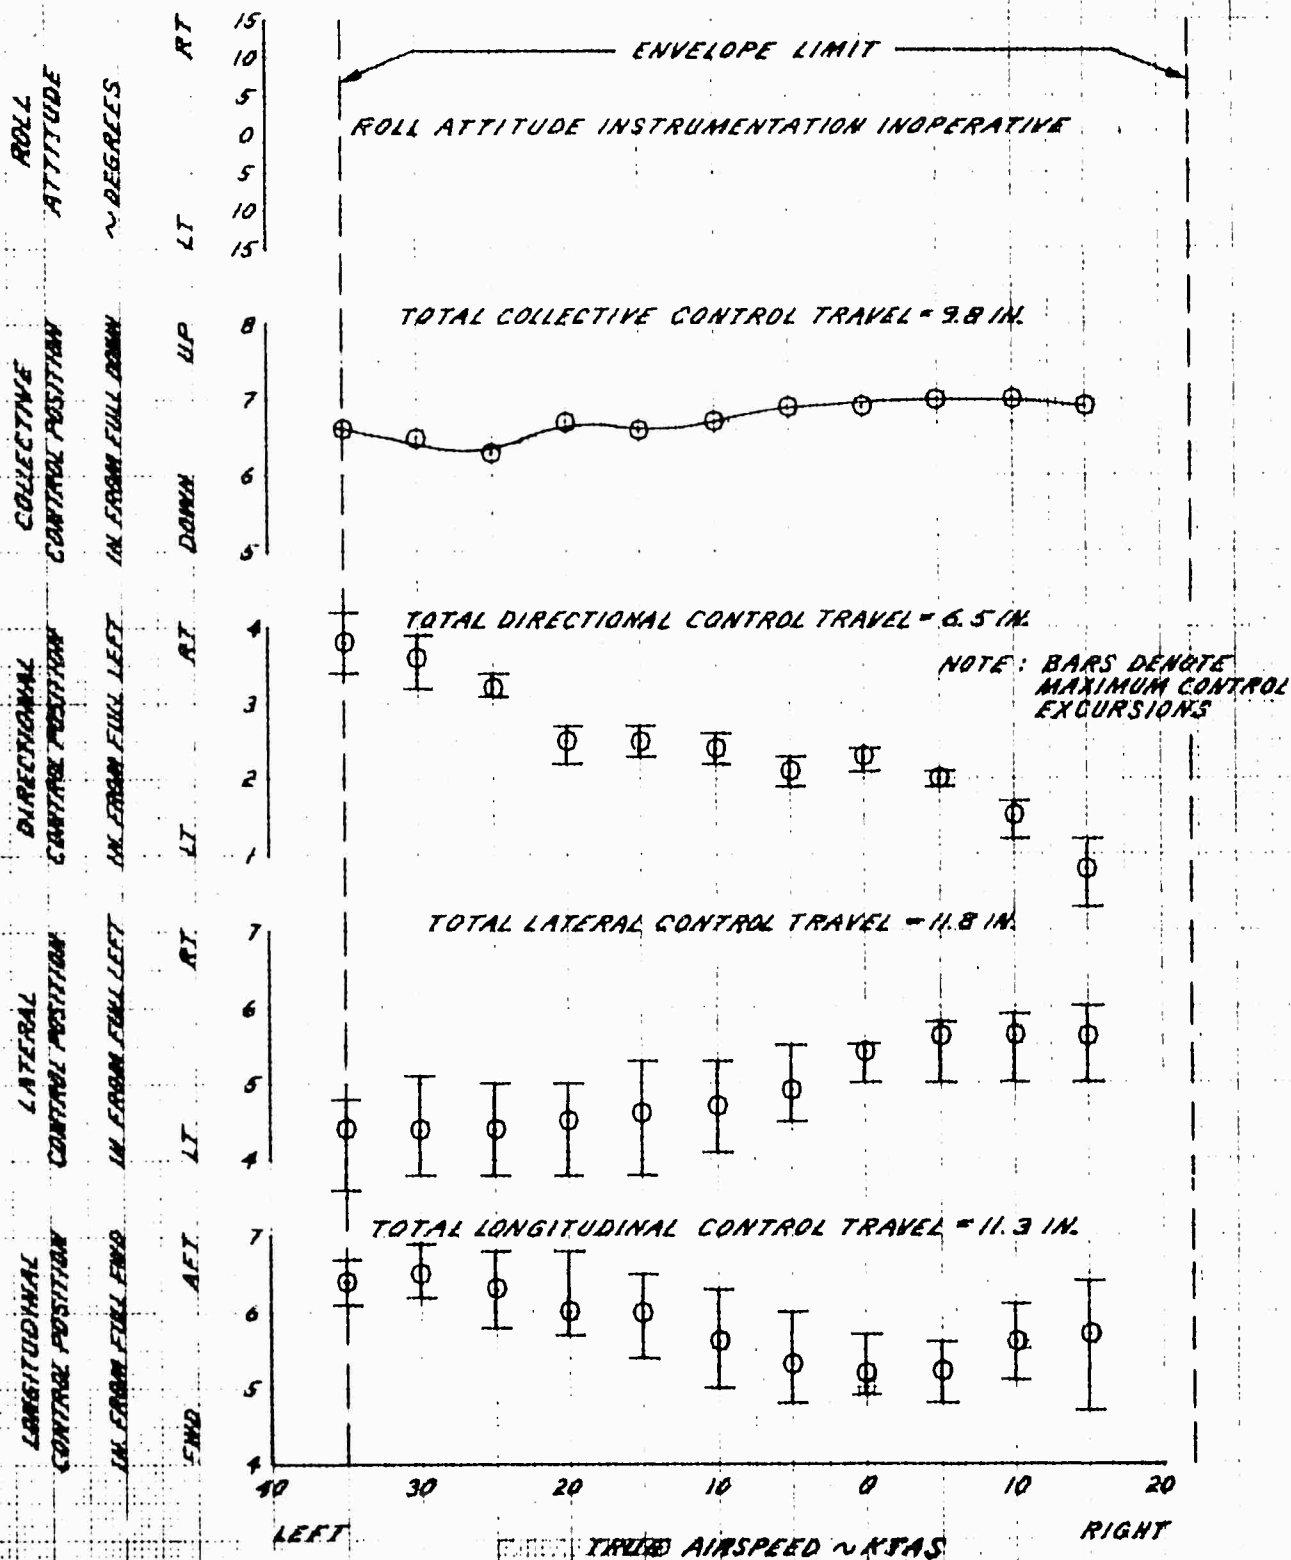 ROLL
ATTITUDE
~DEGREES
LT RT
15
10
5
0
5
10
15
ENVELOPE LIMIT
ROLL ATTITUDE INSTRUMENTATION INOPERATIVE
COLLECTIVE
CONTROL POSITION
IN FROM FULL DOWN
DOWN UP
8
7
6
5
TOTAL COLLECTIVE CONTROL TRAVEL = 9.8 IN.
DIRECTIONAL
CONTROL POSITION
IN FROM FULL LEFT
LT RT
4
3
2
1
TOTAL DIRECTIONAL CONTROL TRAVEL = 6.5 IN.
NOTE: BARS DENOTE
MAXIMUM CONTROL
EXCURSIONS
LATERAL
CONTROL POSITION
IN FROM FULL LEFT
LT RT
7
6
5
4
TOTAL LATERAL CONTROL TRAVEL = 11.8 IN.
LONGITUDINAL
CONTROL POSITION
IN FROM FULL FWD
FWD AFT
7
6
5
4
TOTAL LONGITUDINAL CONTROL TRAVEL = 11.3 IN.
40 30 20 10 0 10 20
LEFT RIGHT
TRUE AIRSPEED ~ KTAS